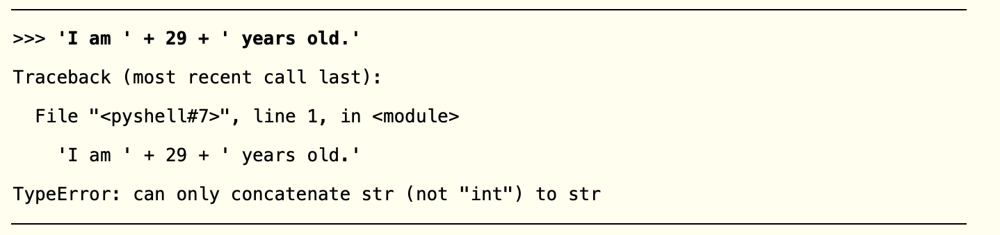 >>> 'I am ' + 29 + ' years old.'
Traceback (most recent call last):
  File "<pyshell#7>", line 1, in <module>
    'I am ' + 29 + ' years old.'
TypeError: can only concatenate str (not "int") to str